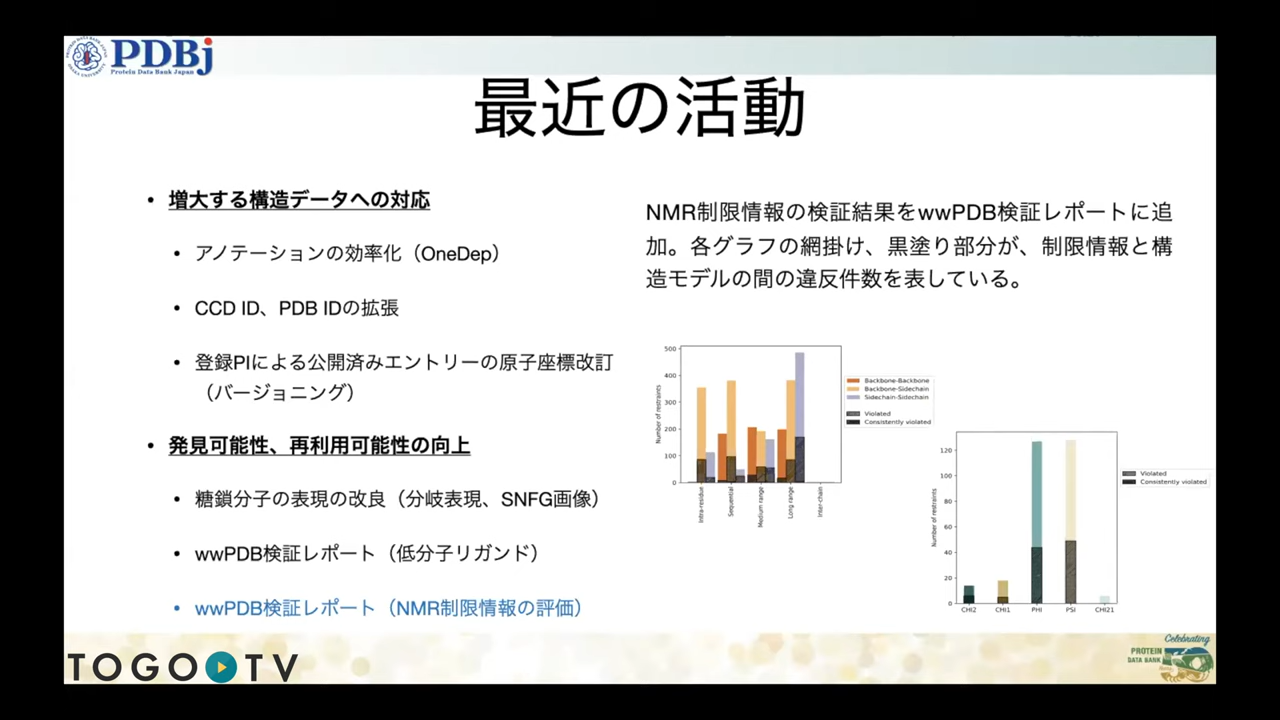 PDBj
Protein Data Bank Japan
最近の活動
• 増大する構造データへの対応
• アノテーションの効率化（OneDep）
• CCD ID、PDB IDの拡張
• 登録PIによる公開済みエントリーの原子座標改訂
（バージョニング）
• 発見可能性、再利用可能性の向上
• 糖鎖分子の表現の改良（分岐表現、SNFG画像）
• wwPDB検証レポート（低分子リガンド）
• wwPDB検証レポート（NMR制限情報の評価）
NMR制限情報の検証結果をwwPDB検証レポートに追
加。各グラフの網掛け、黒塗り部分が、制限情報と構
造モデルの間の違反件数を表している。
Number of restraints
500
400
300
200
100
0
Intra-residue
Sequential
Medium range
Long range
Inter-chain
Backbone-Backbone
Backbone-Sidechain
Sidechain-Sidechain
Violated
Consistently violated
Number of restraints
120
100
80
60
40
20
0
CHI2
CHI1
PHI
PSI
CHI21
Violated
Consistently violated
TOGO TV
Celebrating
PROTEIN
DATA BANK